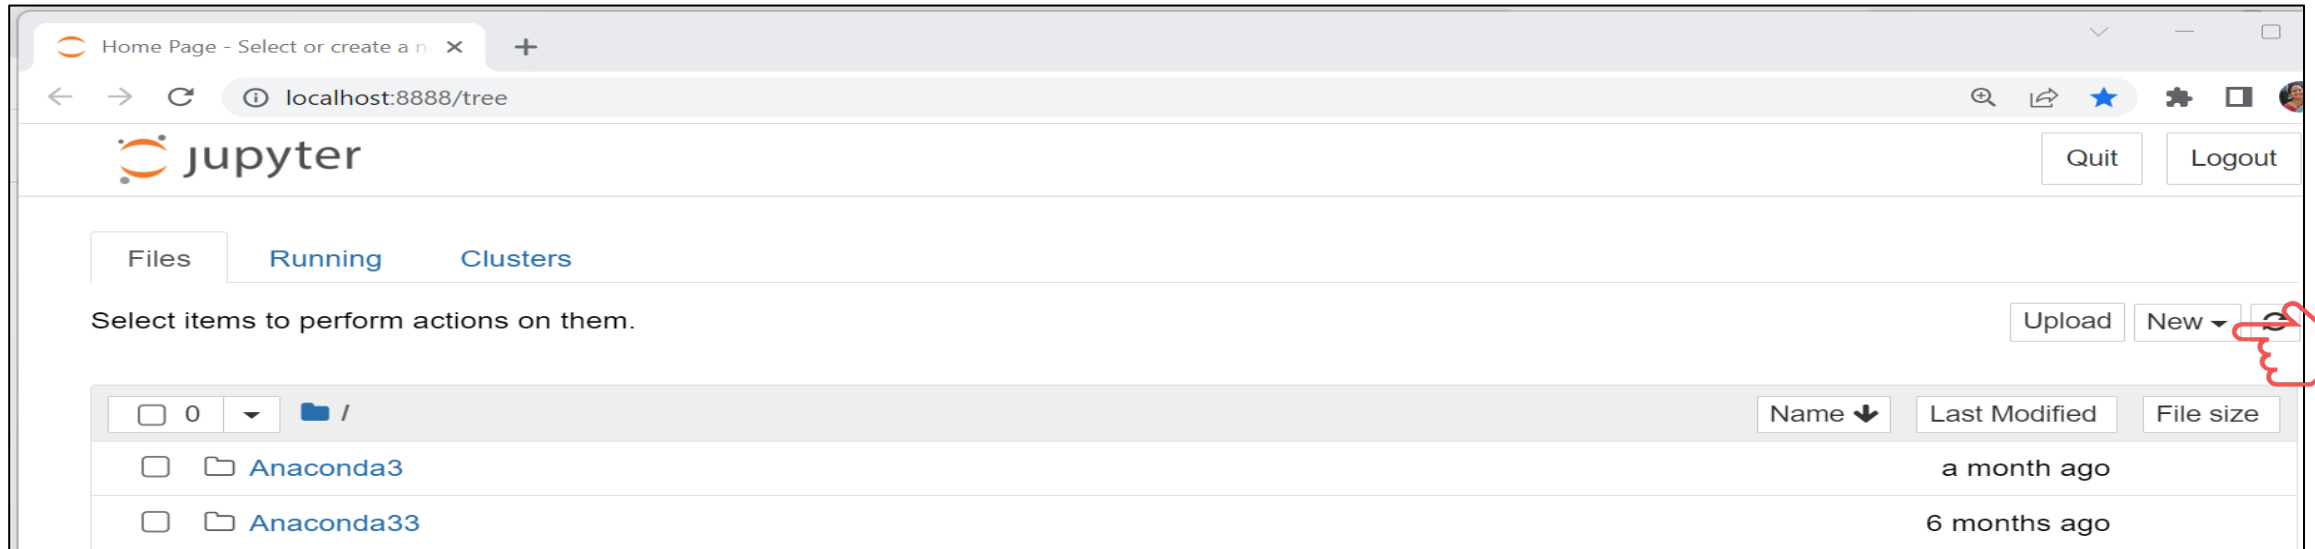 Home Page - Select or create a n
localhost:8888/tree
jupyter
Quit Logout
Files Running Clusters
Select items to perform actions on them.
Upload New
0 / Name Last Modified File size
Anaconda3 a month ago
Anaconda33 6 months ago